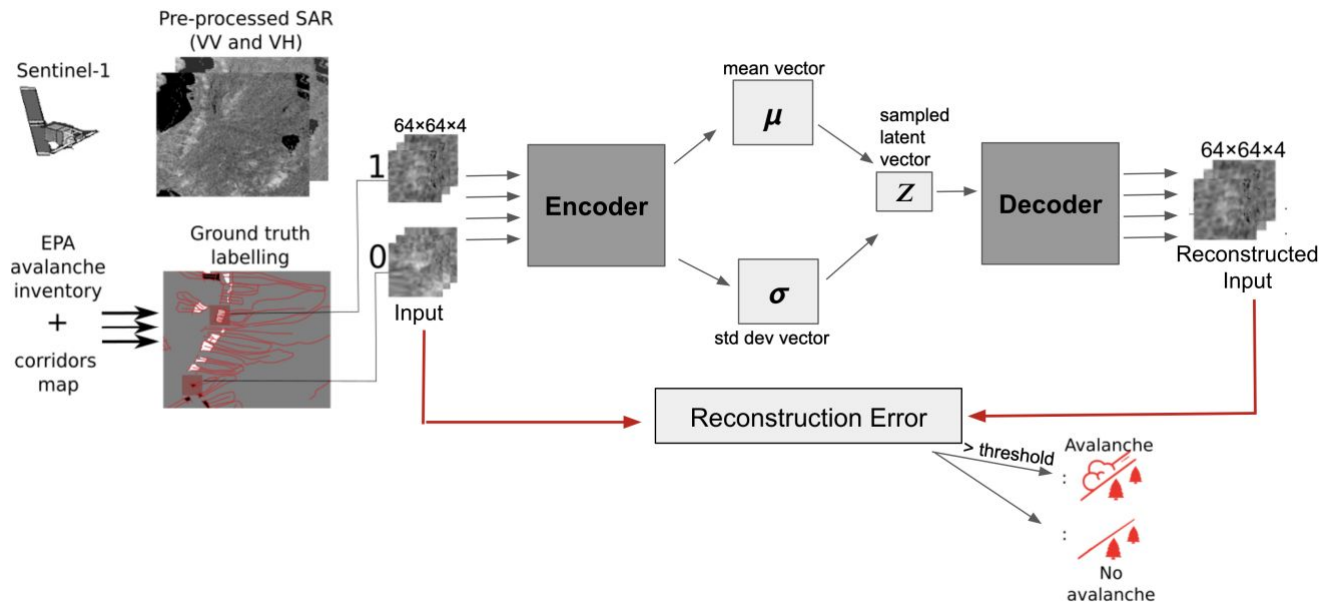 Pre-processed SAR
(VV and VH)
Sentinel-1
64×64×4
1
0
Input
EPA
avalanche
inventory
+
corridors
map
Ground truth
labelling
Encoder
mean vector
μ
σ
std dev vector
sampled
latent
vector
Z
Decoder
64×64×4
Reconstructed
Input
Reconstruction Error
> threshold
Avalanche
:
:
No
avalanche